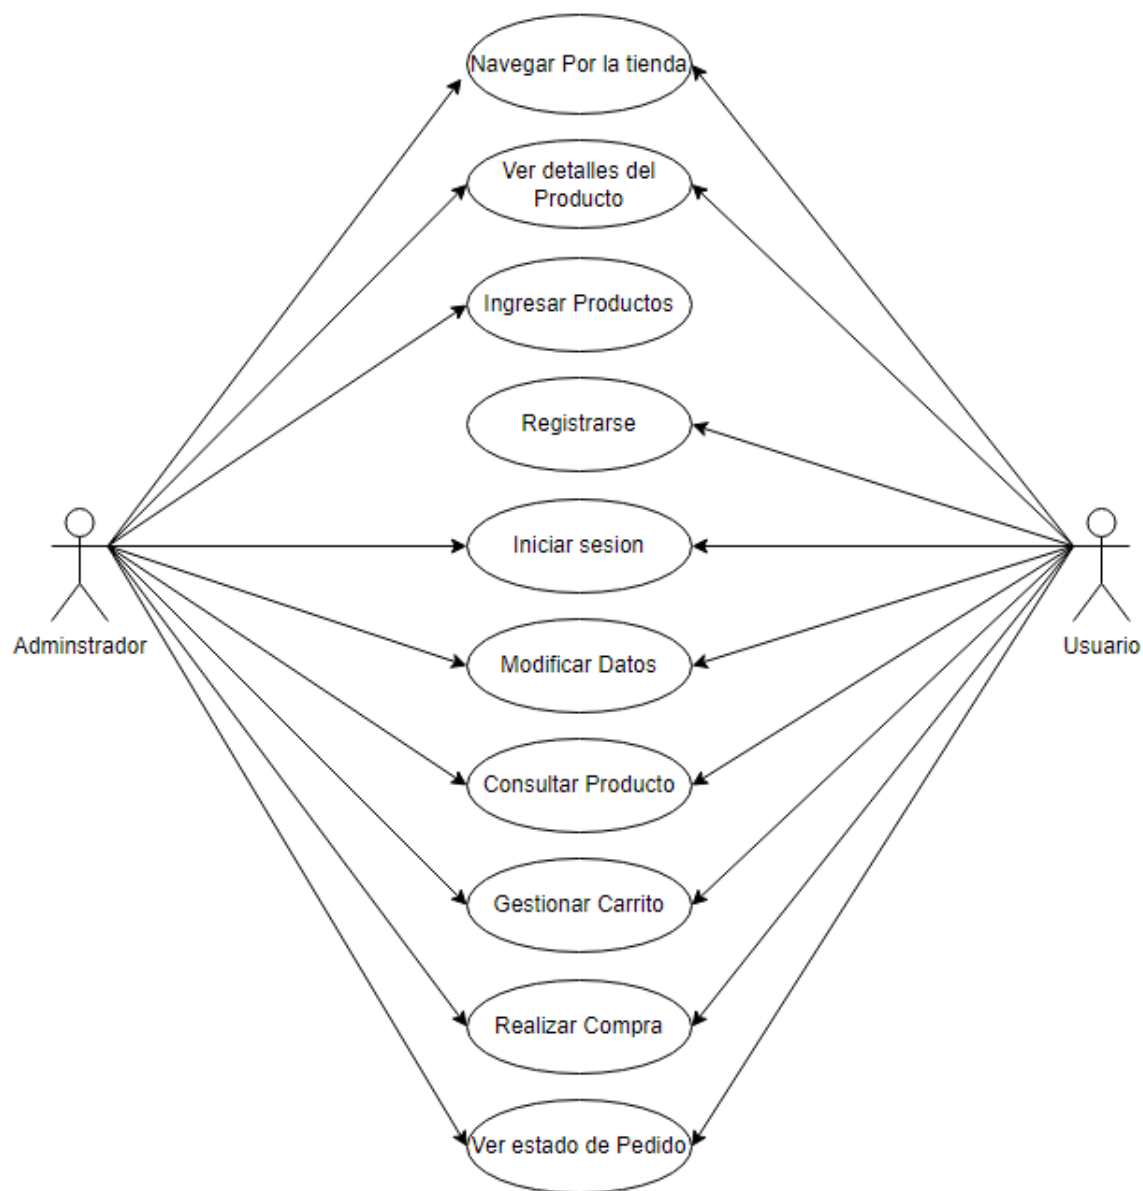 Navegar Por la tienda
Ver detalles del
Producto
Ingresar Productos
Registrarse
Iniciar sesion
Adminstrador
Usuario
Modificar Datos
Consultar Producto
Gestionar Carrito
Realizar Compra
Ver estado de Pedido